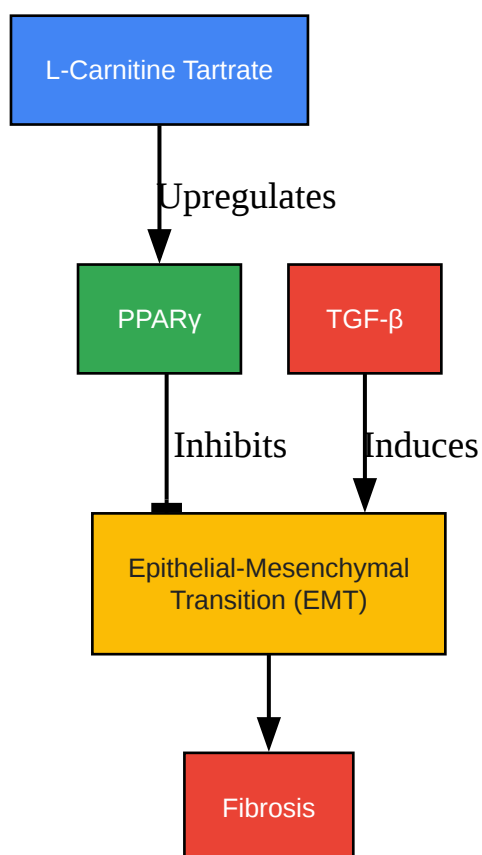 L-Carnitine Tartrate
Upregulates
PPARγ
TGF-β
Inhibits
Induces
Epithelial-Mesenchymal
Transition (EMT)
Fibrosis